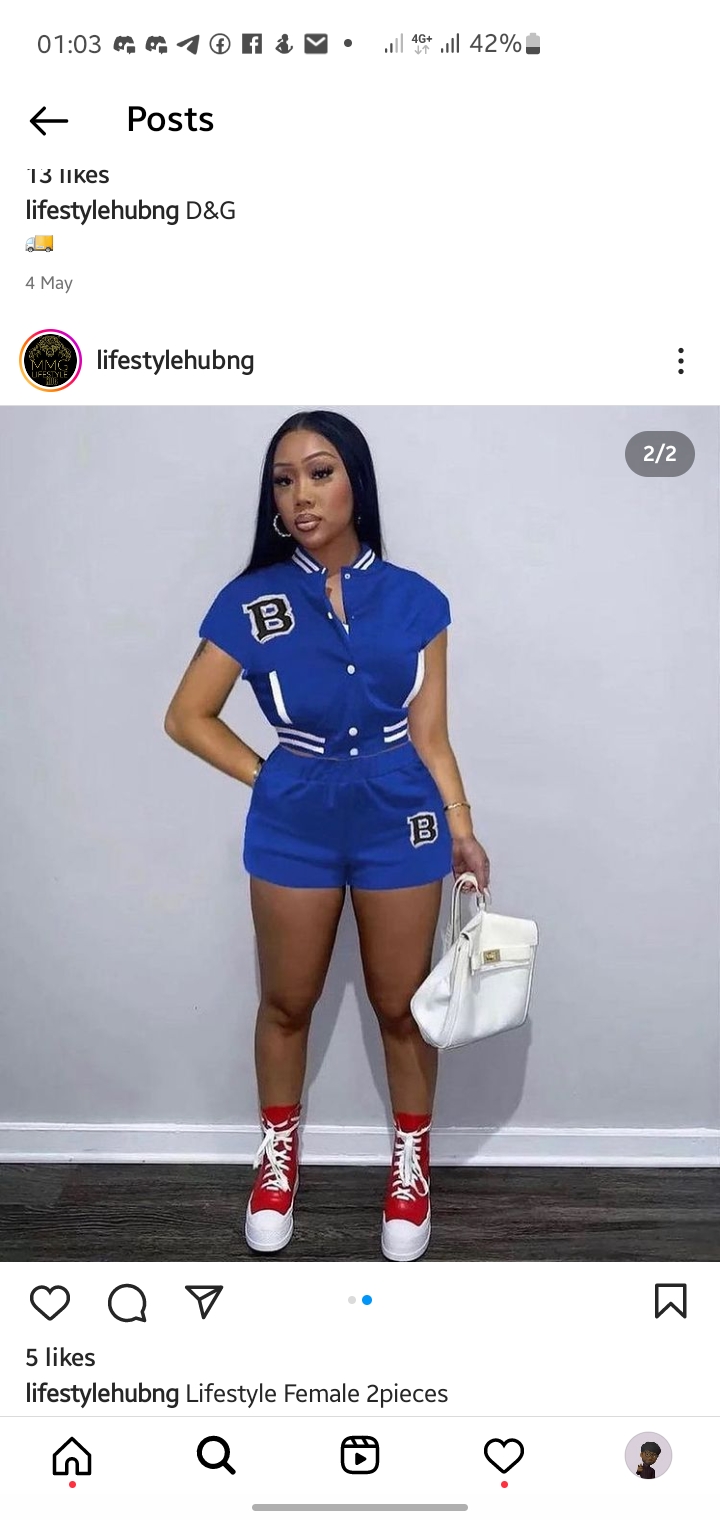 01:03 4G+ 42%
Posts
13 likes
lifestylehubng D&G
4 May
MMG
LIFESTYLE
lifestylehubng
2/2
B
B
5 likes
lifestylehubng Lifestyle Female 2pieces